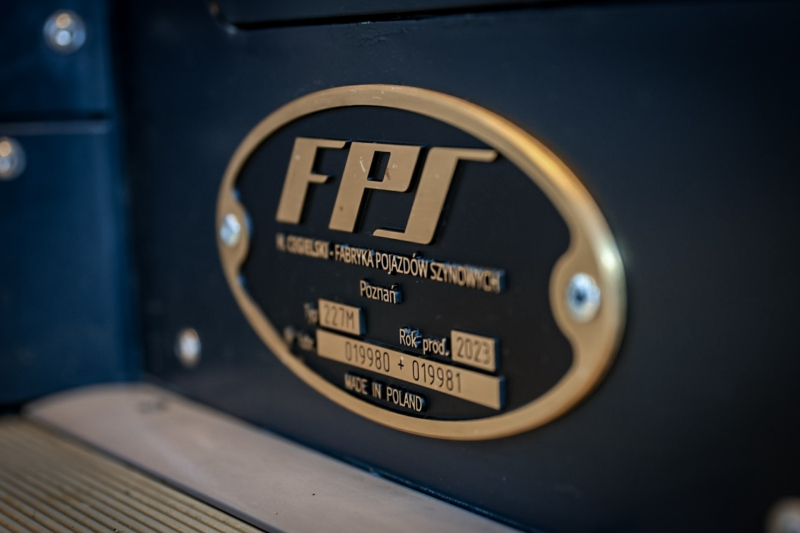 FPS
H. CEGIELSKI - FABRYKA POJAZDÓW SZYNOWYCH
Poznań
Typ 227M Rok prod. 2023
019980 + 019981
MADE IN POLAND